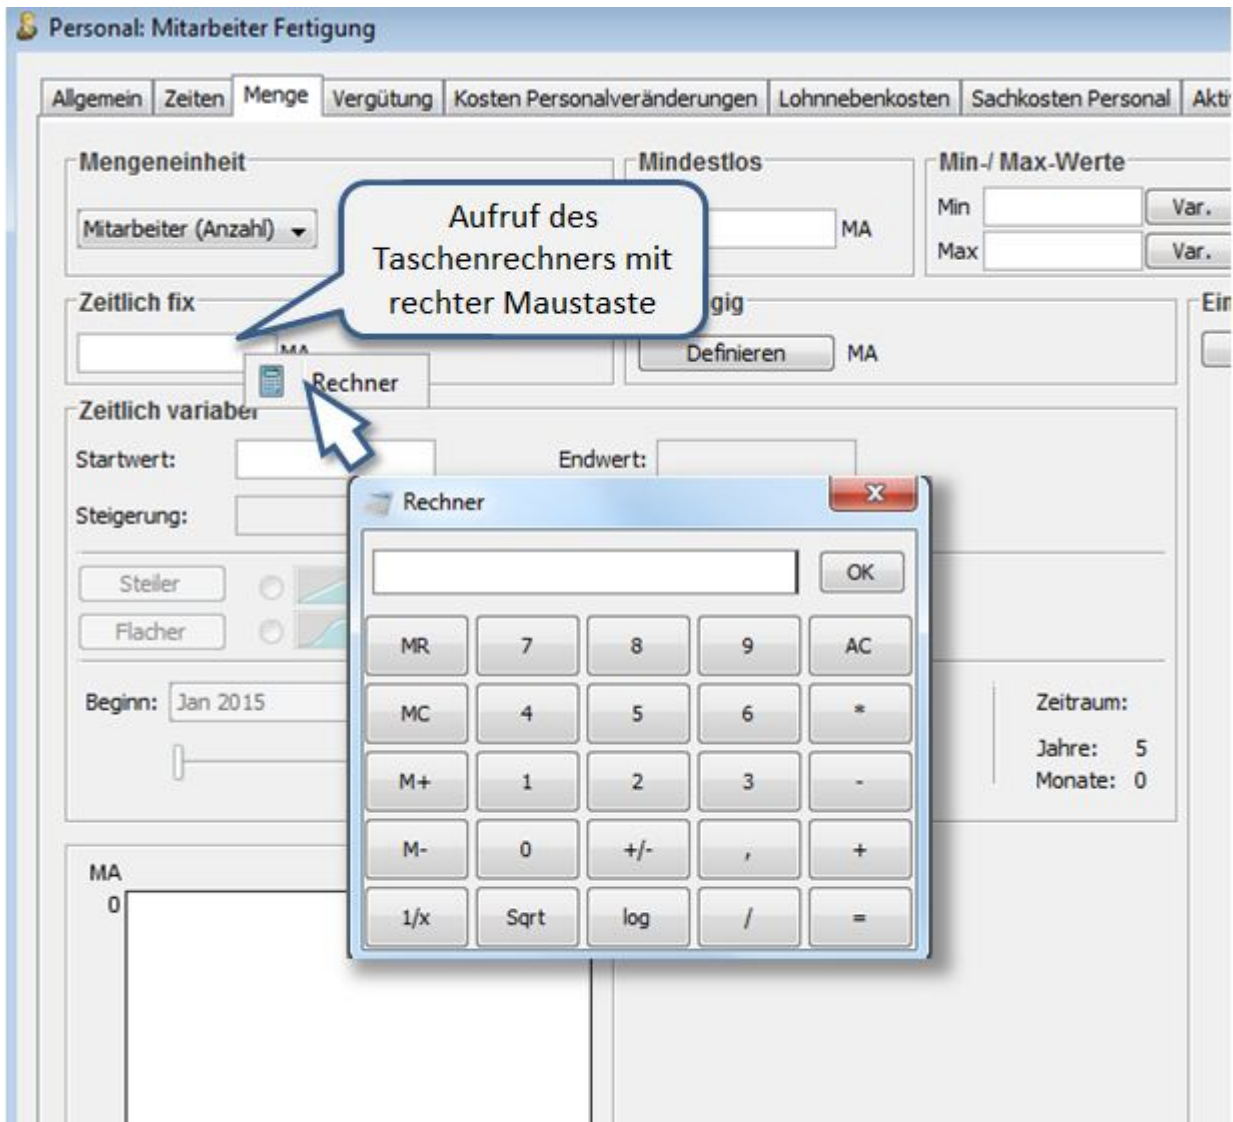 Personal: Mitarbeiter Fertigung
Allgemein Zeiten Menge Vergütung Kosten Personalveränderungen Lohnnebenkosten Sachkosten Personal
Mengeneinheit Mindestlos Min-/ Max-Werte
Mitarbeiter (Anzahl) MA Min Var.
Max Var.
Aufruf des
Taschenrechners mit
rechter Maustaste
Zeitlich fix
MA Definieren MA
Rechner
Zeitlich variabel
Startwert: Endwert:
Steigerung:
Steiler
Flacher
Beginn: Jan 2015
Zeitraum:
Jahre: 5
Monate: 0
Rechner
OK
MR 7 8 9 AC
MC 4 5 6 *
M+ 1 2 3 -
M- 0 +/- , +
1/x Sqrt log / =
MA
0